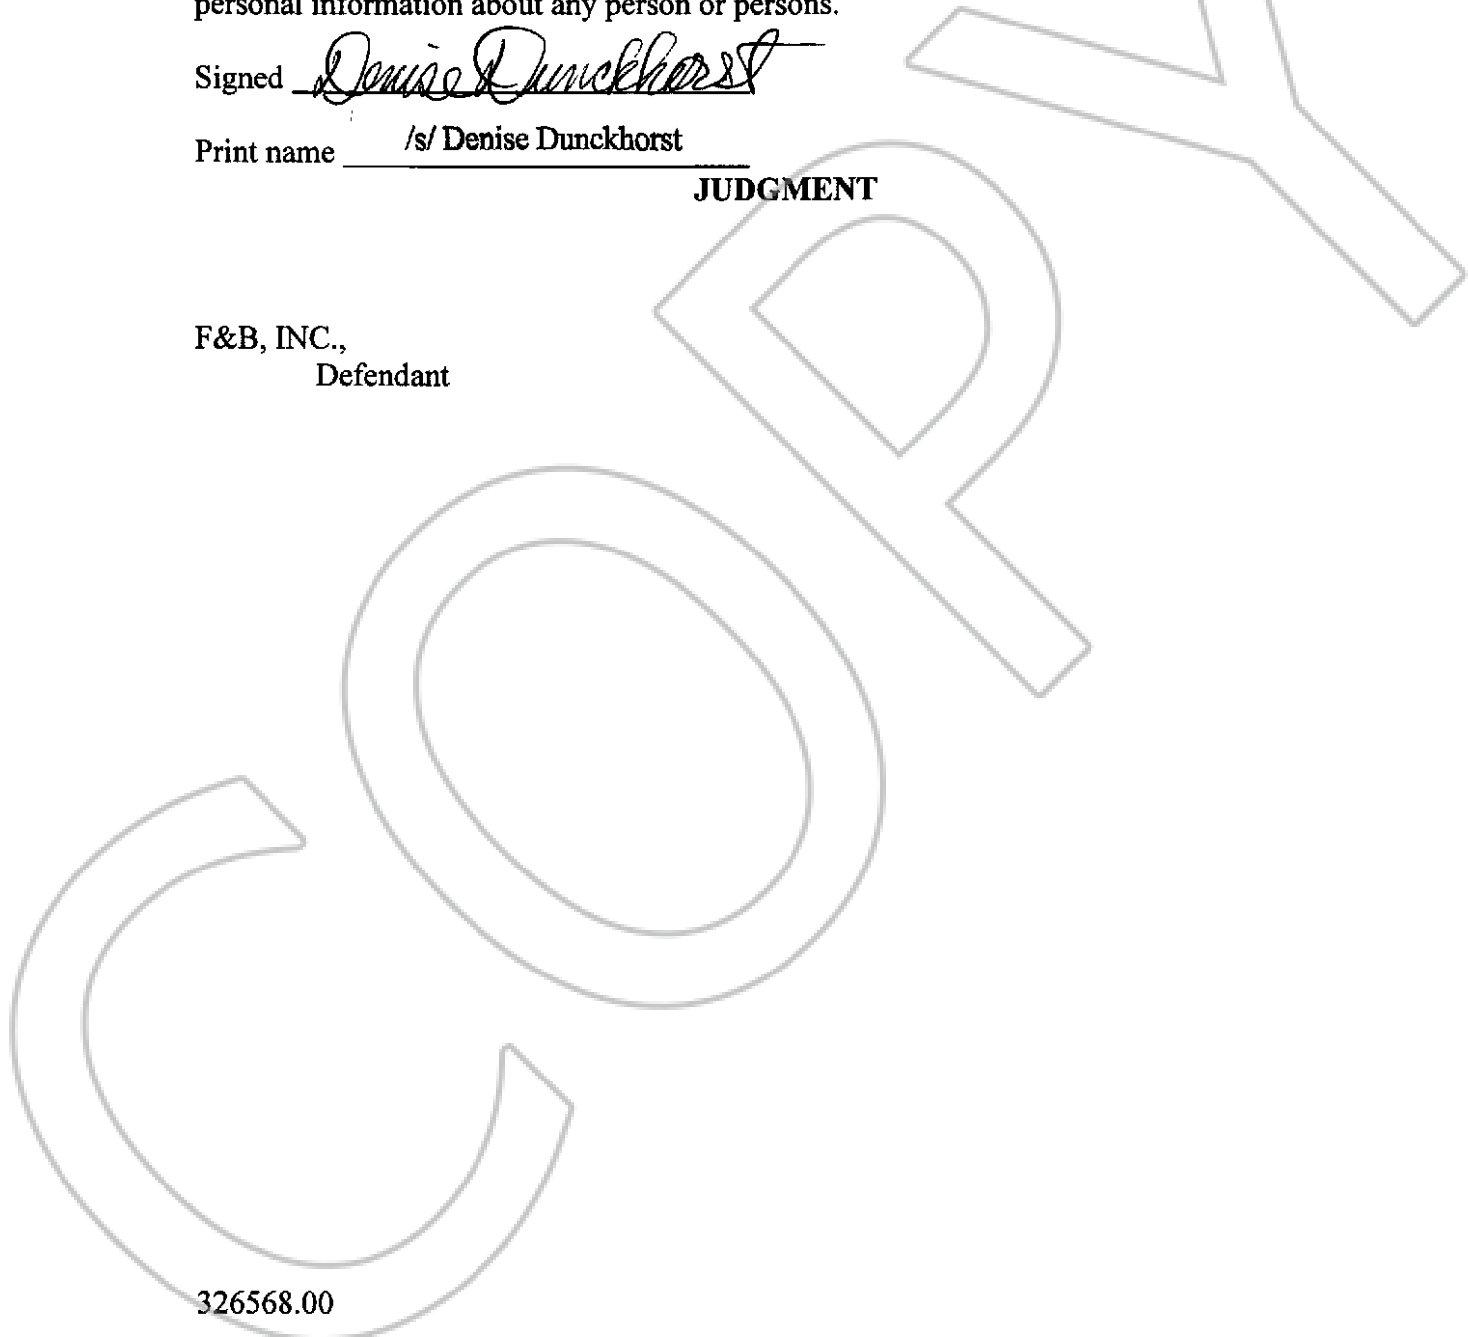 personal information about any person or persons.
Signed Denise Dunckhorst
Print name /s/ Denise Dunckhorst
JUDGMENT
F&B, INC.,
Defendant
COPY
326568.00